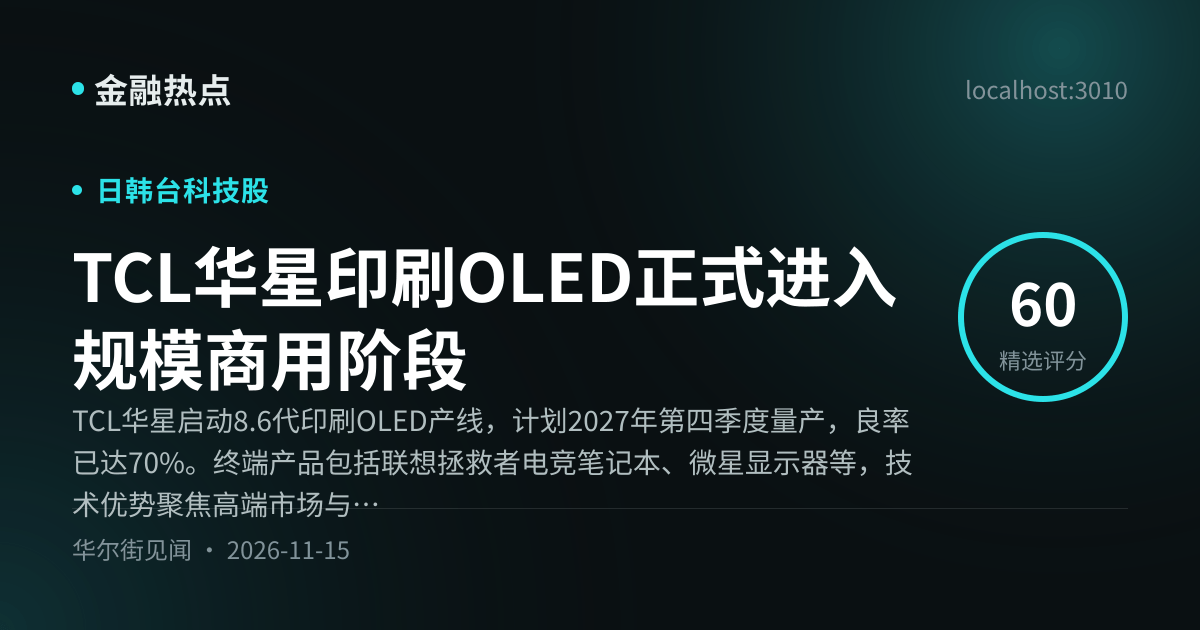 金融热点
localhost:3010
日韩台科技股
TCL华星印刷OLED正式进入
规模商用阶段
60
精选评分
TCL华星启动8.6代印刷OLED产线，计划2027年第四季度量产，良率
已达70%。终端产品包括联想拯救者电竞笔记本、微星显示器等，技
术优势聚焦高端市场与…
华尔街见闻 · 2026-11-15